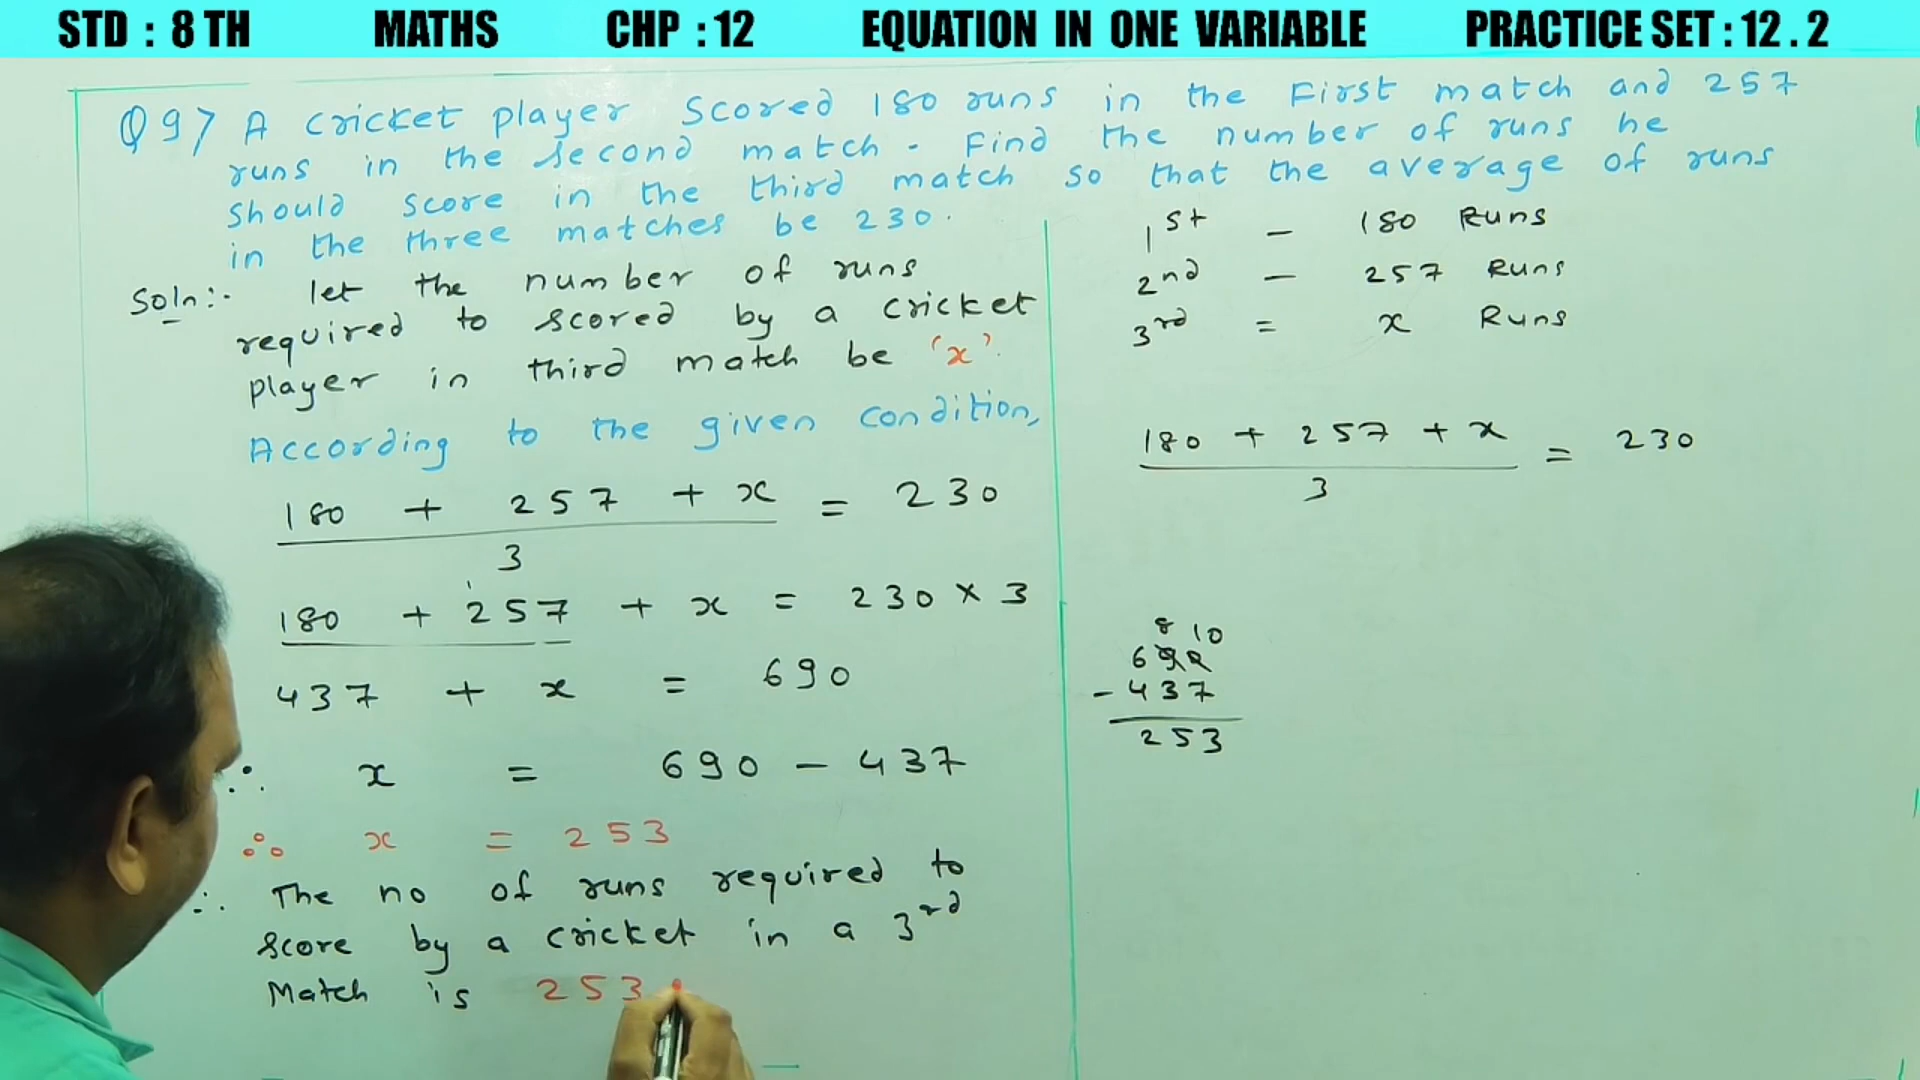 STD : 8 TH MATHS CHP : 12 EQUATION IN ONE VARIABLE PRACTICE SET : 12 . 2
Q 9) A cricket player scored 180 runs in the First match and 257
runs in the second match . Find the number of runs he
should score in the third match so that the average of runs
in the three matches be 230 .
Soln :- let the number of runs
required to scored by a cricket
player in third match be 'x'.
According to the given condition,
180 + 257 + x = 230
3
180 + 257 + x = 230 × 3
437 + x = 690
∴ x = 690 - 437
∴ x = 253
∴ The no of runs required to
score by a cricket in a 3rd
Match is 253.
1st - 180 Runs
2nd - 257 Runs
3rd = x Runs
180 + 257 + x = 230
3
8 10
690
- 437
253